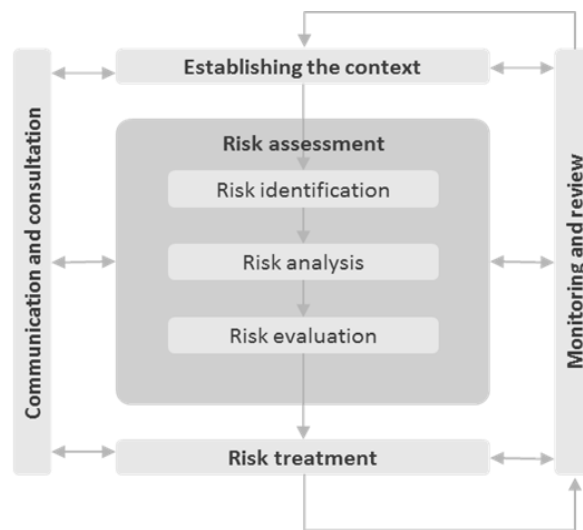 Establishing the context
Communication and consultation
Risk assessment
Risk identification
Risk analysis
Risk evaluation
Monitoring and review
Risk treatment